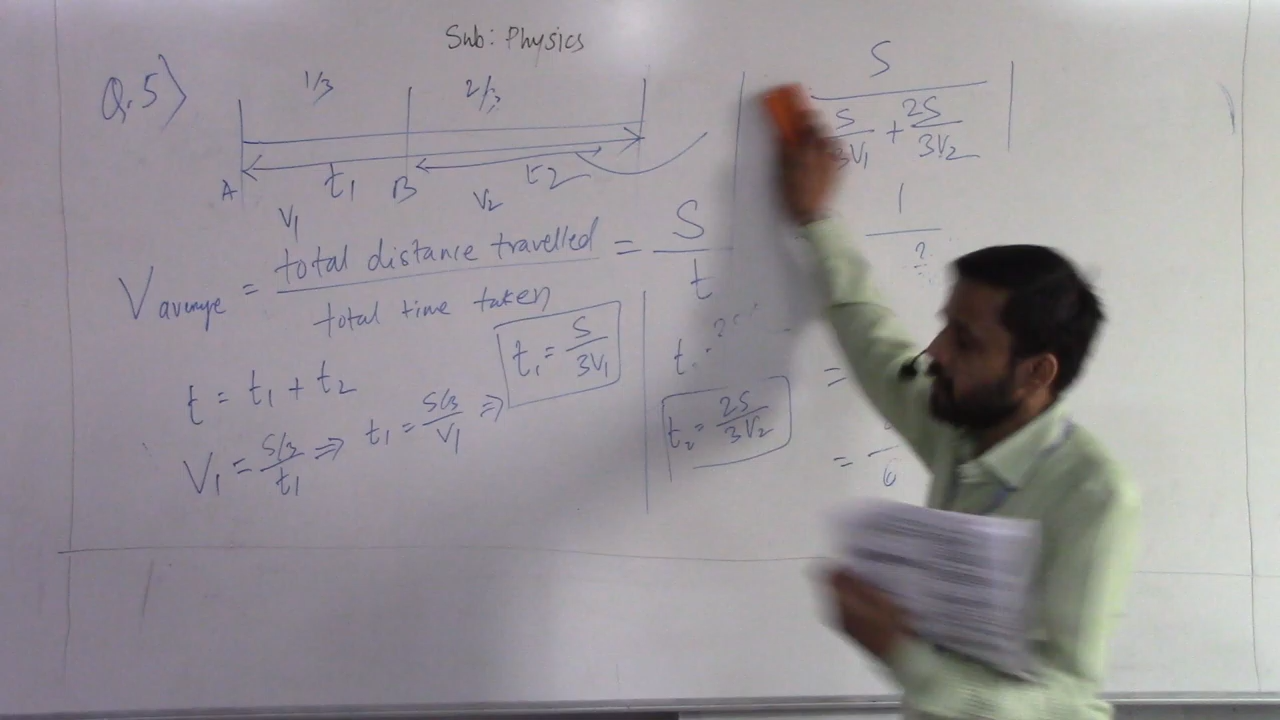 Sub: Physics
Q.5)
1/3 2/3
A t1 B t2
V1 V2
Vaverage = total distance travelled / total time taken = S / t
t = t1 + t2
V1 = S/3 / t1 ⇒ t1 = S/3 / V1 ⇒ t1 = S / 3V1
t2 = 2S / 3V2
S / S / 3V1 + 2S / 3V2
1
=
=